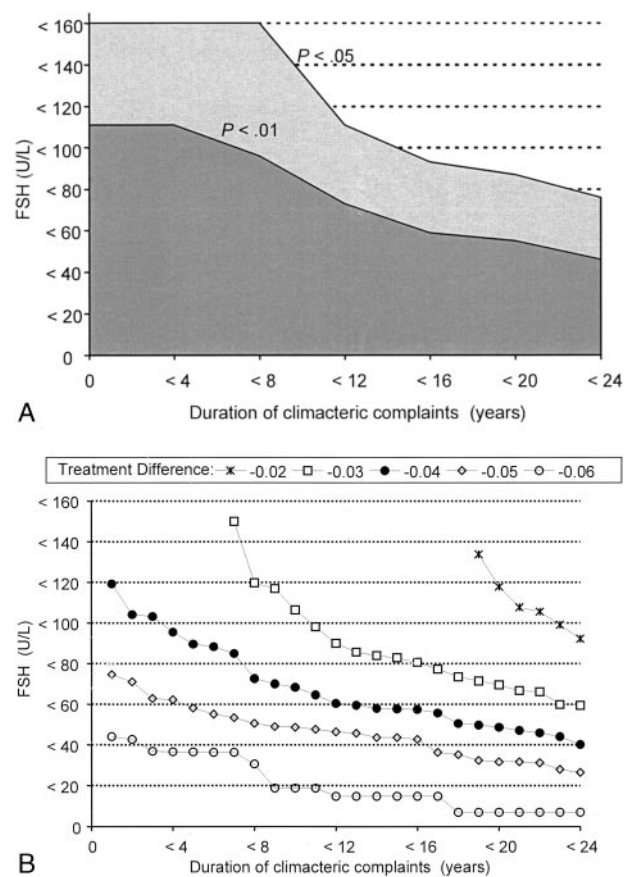 < 160
< 140
< 120
< 100
< 80
< 60
< 40
< 20
0
FSH (U/L)
P < .05
P < .01
0 < 4 < 8 < 12 < 16 < 20 < 24
Duration of climacteric complaints (years)
A
Treatment Difference: -0.02 -0.03 -0.04 -0.05 -0.06
< 160
< 140
< 120
< 100
< 80
< 60
< 40
< 20
0
FSH (U/L)
0 < 4 < 8 < 12 < 16 < 20 < 24
Duration of climacteric complaints (years)
B